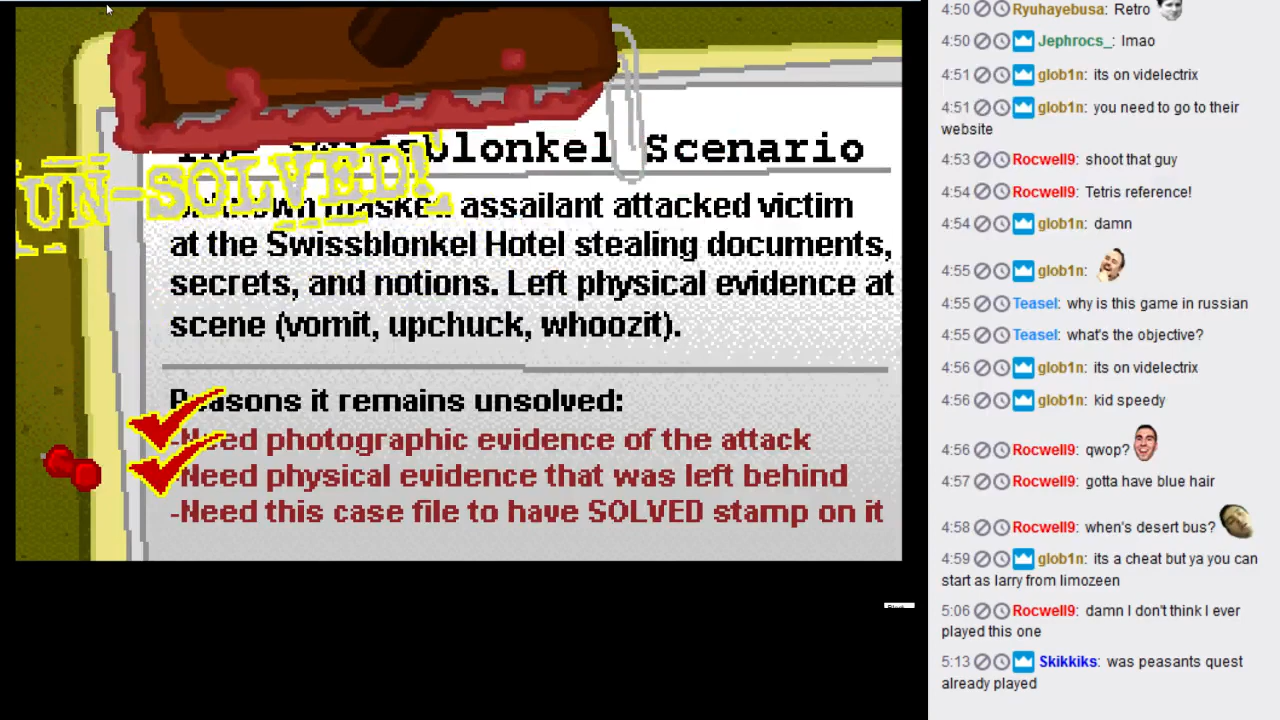 The Swissblonkel Scenario
UN-SOLVED!
masked assailant attacked victim
at the Swissblonkel Hotel stealing documents,
secrets, and notions. Left physical evidence at
scene (vomit, upchuck, whoozit).
Reasons it remains unsolved:
-Need photographic evidence of the attack
-Need physical evidence that was left behind
-Need this case file to have SOLVED stamp on it
4:50 Ryuhayebusa: Retro
4:50 Jephrocs_: lmao
4:51 glob1n: its on videlectrix
4:51 glob1n: you need to go to their
website
4:53 Rocwell9: shoot that guy
4:54 Rocwell9: Tetris reference!
4:54 glob1n: damn
4:55 glob1n:
4:55 Teasel: why is this game in russian
4:55 Teasel: what's the objective?
4:56 glob1n: its on videlectrix
4:56 glob1n: kid speedy
4:56 Rocwell9: qwop?
4:57 Rocwell9: gotta have blue hair
4:58 Rocwell9: when's desert bus?
4:59 glob1n: its a cheat but ya you can
start as larry from limozeen
5:06 Rocwell9: damn I don't think I ever
played this one
5:13 Skikkiks: was peasants quest
already played